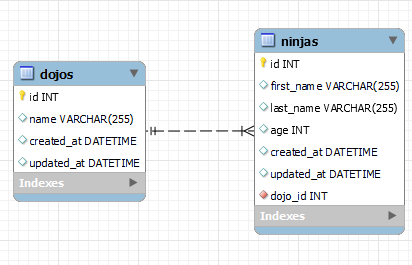 dojos
id INT
name VARCHAR(255)
created_at DATETIME
updated_at DATETIME
Indexes
ninjas
id INT
first_name VARCHAR(255)
last_name VARCHAR(255)
age INT
created_at DATETIME
updated_at DATETIME
dojo_id INT
Indexes